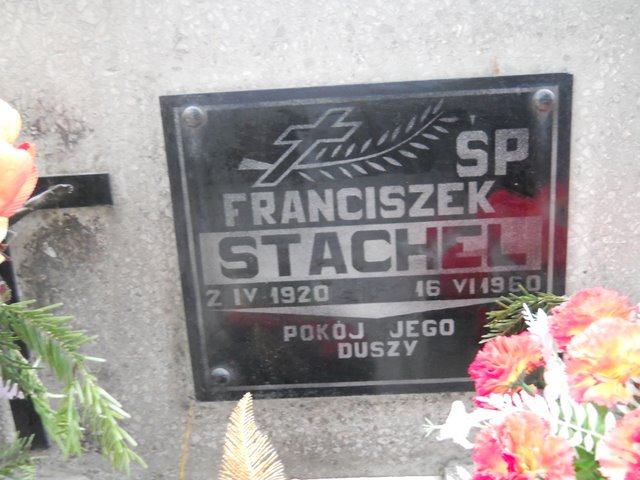 ŚP
FRANCISZEK
STACHEL
2 IV 1920 16 VI 1960
POKÓJ JEGO
DUSZY